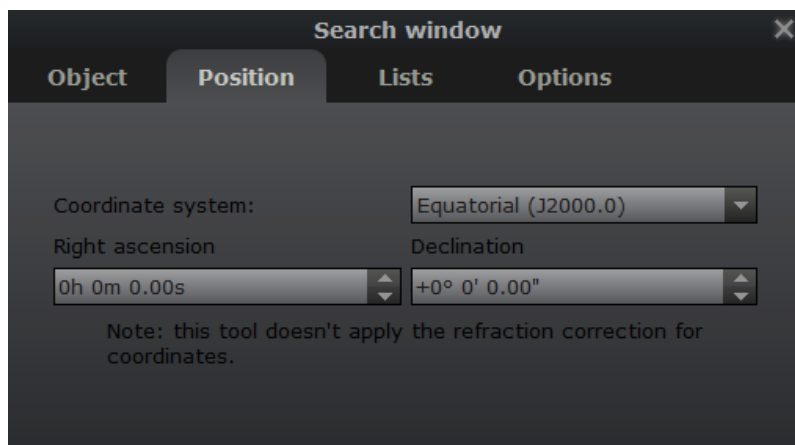 Search window
Object Position Lists Options
Coordinate system: Equatorial (J2000.0)
Right ascension Declination
0h 0m 0.00s +0° 0' 0.00"
Note: this tool doesn't apply the refraction correction for
coordinates.